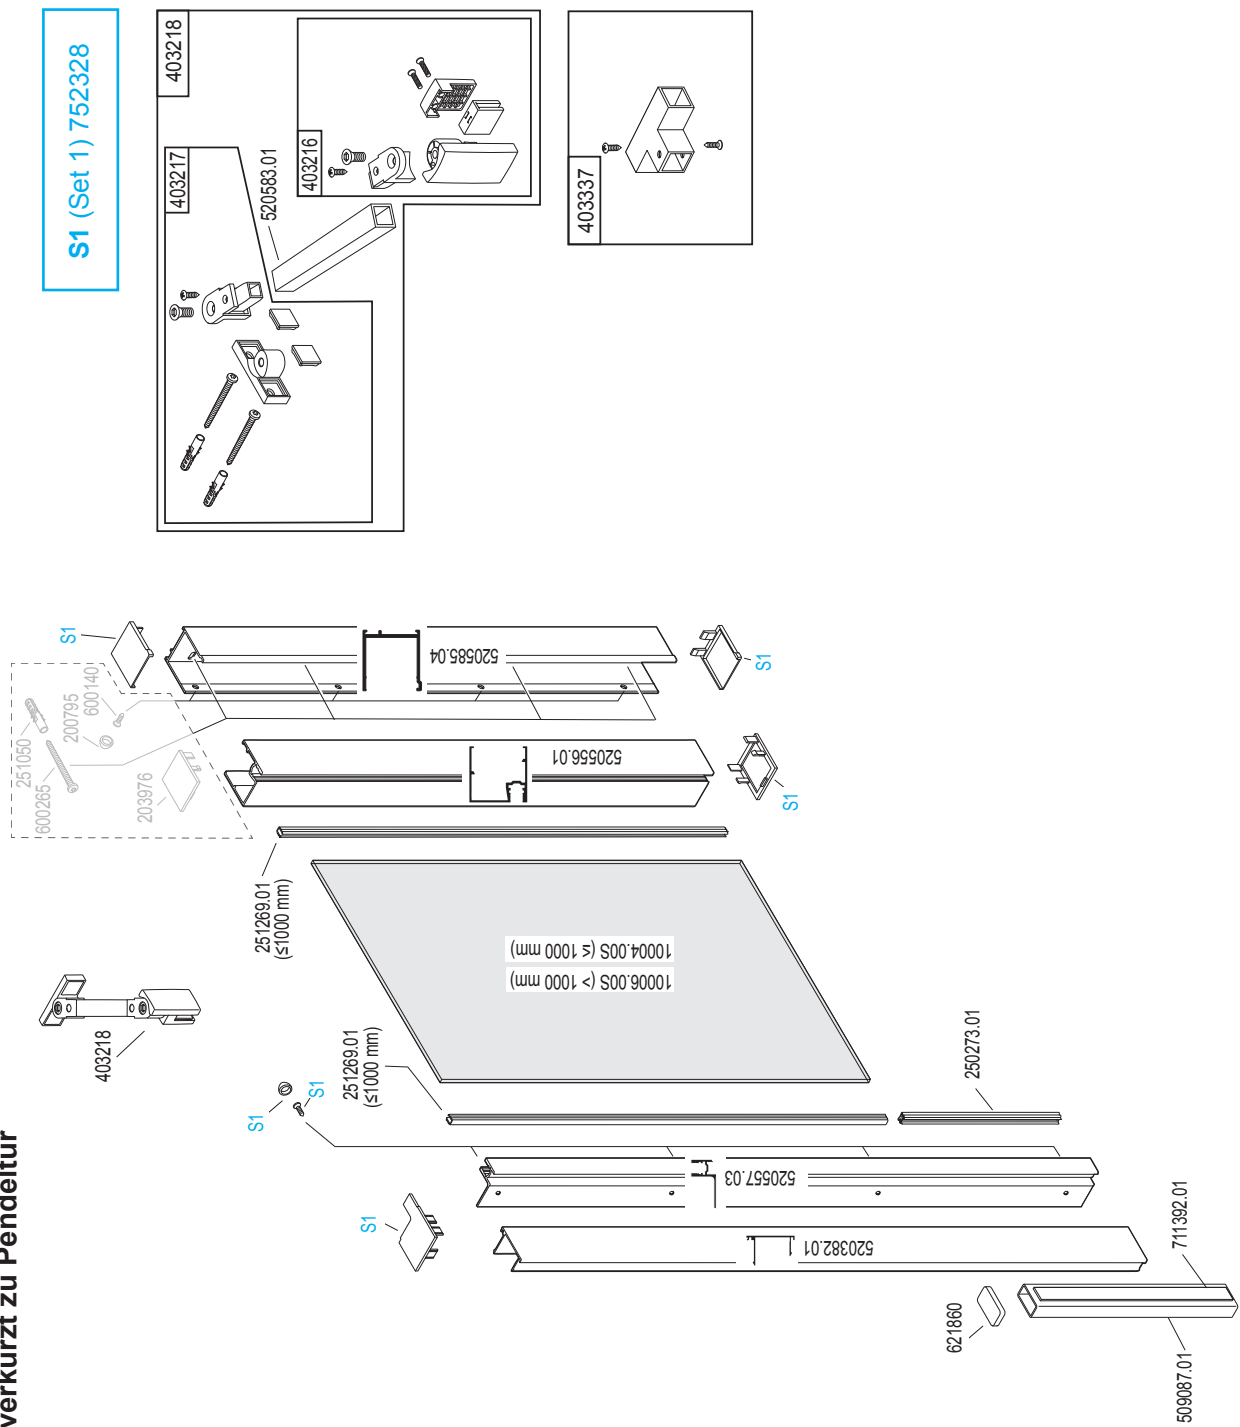 verkürzt zu Pendeltür
S1 (Set 1) 752328
403218
403217
520583.01
403216
403337
S1
251050
600265
200795
600140
203976
520585.04
S1
520556.01
S1
251269.01
(≤1000 mm)
10004.00S (≤ 1000 mm)
10006.00S (> 1000 mm)
403218
S1
S1
251269.01
(≤1000 mm)
250273.01
520557.03
S1
520382.01
621860
711392.01
509087.01